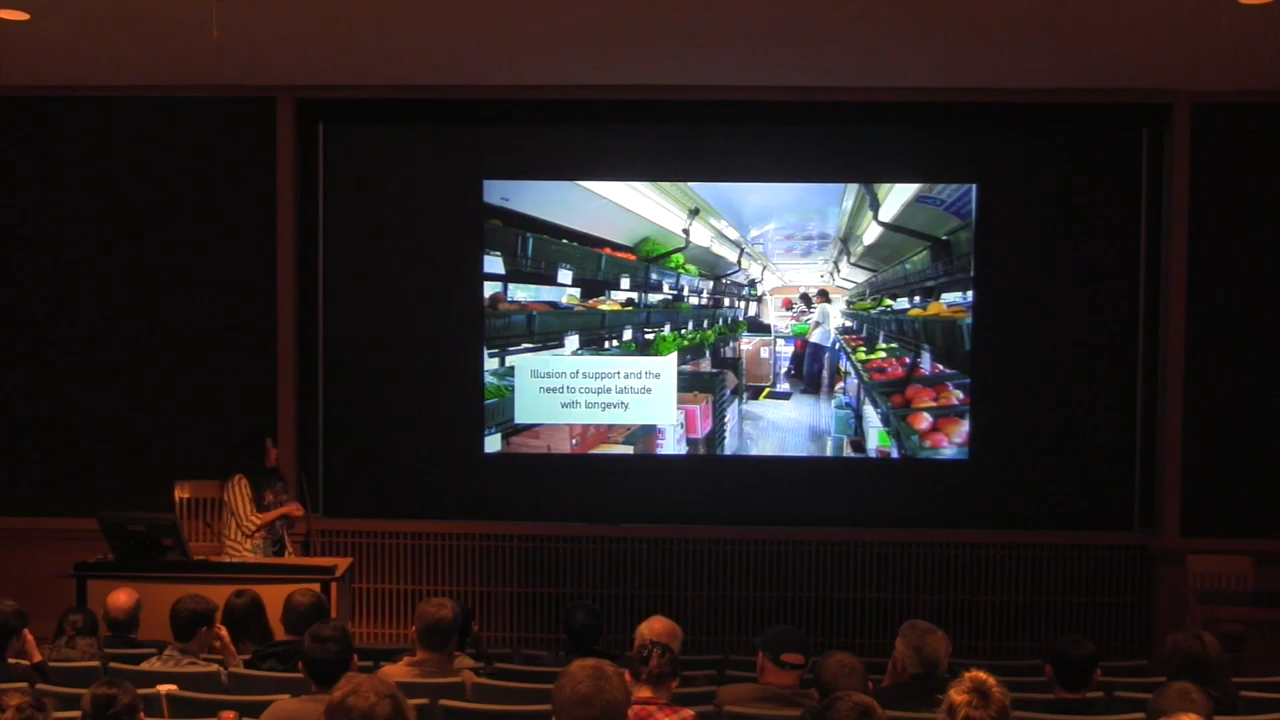 Illusion of support and the
need to couple latitude
with longevity.